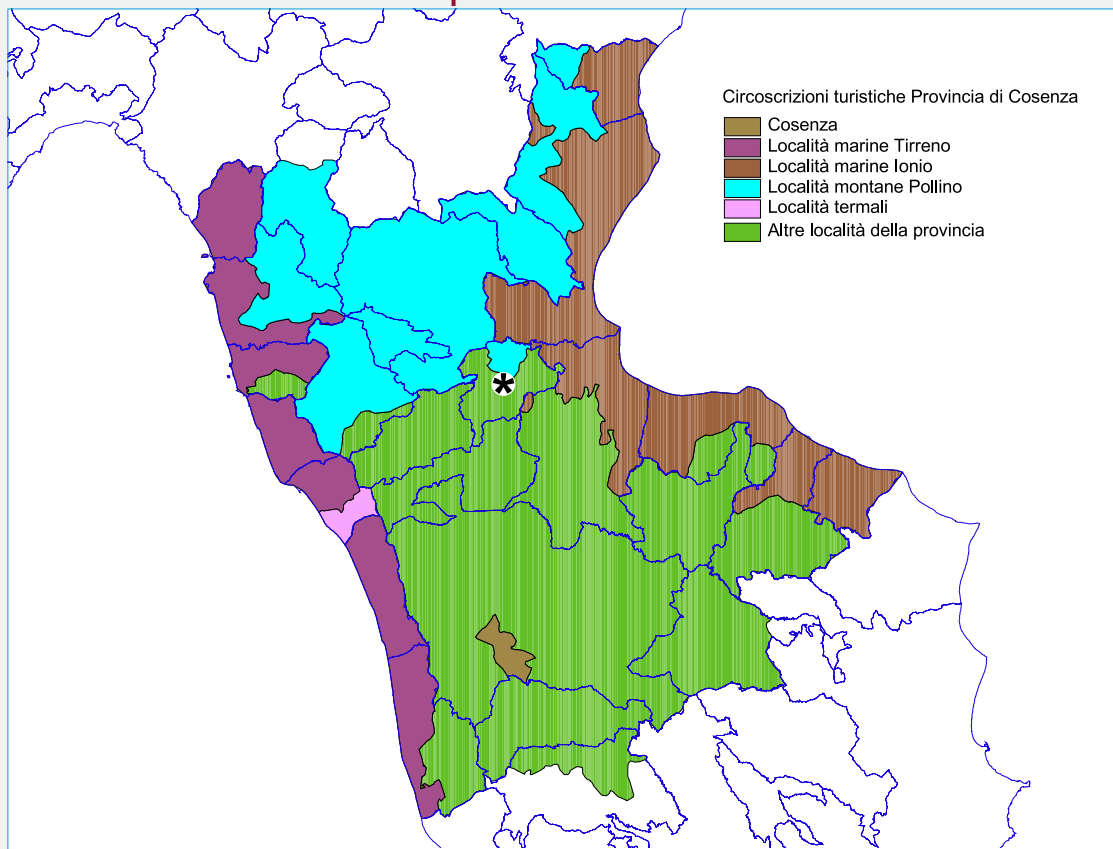 Circoscrizioni turistiche Provincia di Cosenza
Cosenza
Località marine Tirreno
Località marine Ionio
Località montane Pollino
Località termali
Altre località della provincia
*